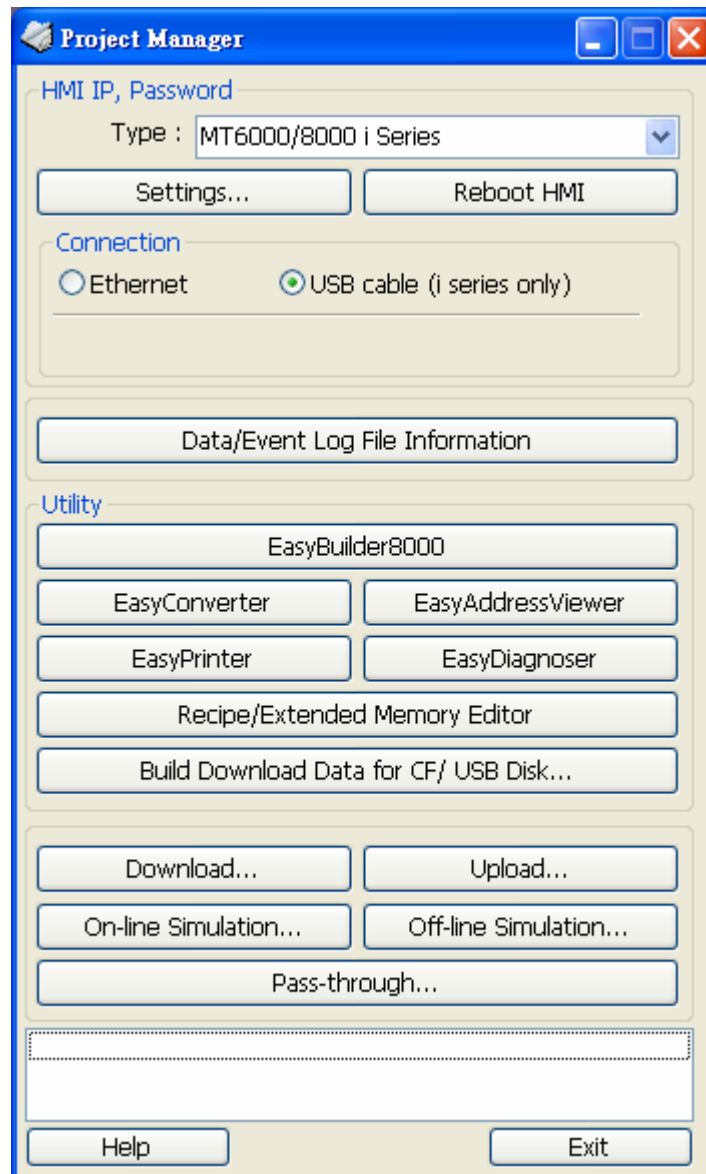 Project Manager
HMI IP, Password
Type : MT6000/8000 i Series
Settings... Reboot HMI
Connection
Ethernet USB cable (i series only)
Data/Event Log File Information
Utility
EasyBuilder8000
EasyConverter EasyAddressViewer
EasyPrinter EasyDiagnoser
Recipe/Extended Memory Editor
Build Download Data for CF/ USB Disk...
Download... Upload...
On-line Simulation... Off-line Simulation...
Pass-through...
Help Exit